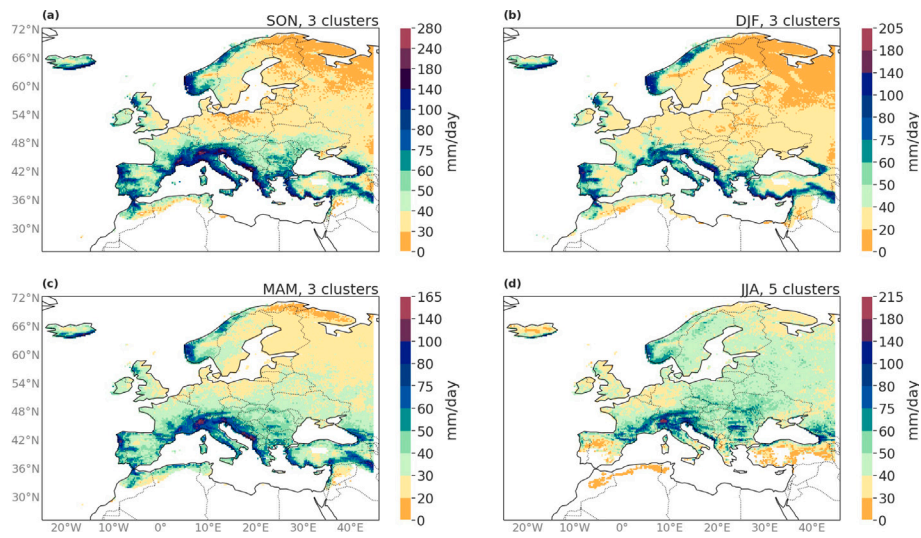 (a)
SON, 3 clusters
72°N
66°N
60°N
54°N
48°N
42°N
36°N
30°N
280
240
180
140
100
80
75
60
50
40
30
0
mm/day
(b)
DJF, 3 clusters
205
180
140
100
80
75
60
50
40
20
0
mm/day
(c)
MAM, 3 clusters
72°N
66°N
60°N
54°N
48°N
42°N
36°N
30°N
20°W
10°W
0°
10°E
20°E
30°E
40°E
165
140
100
80
75
60
50
40
30
20
0
mm/day
(d)
JJA, 5 clusters
20°W
10°W
0°
10°E
20°E
30°E
40°E
215
180
140
100
80
75
60
50
40
30
0
mm/day